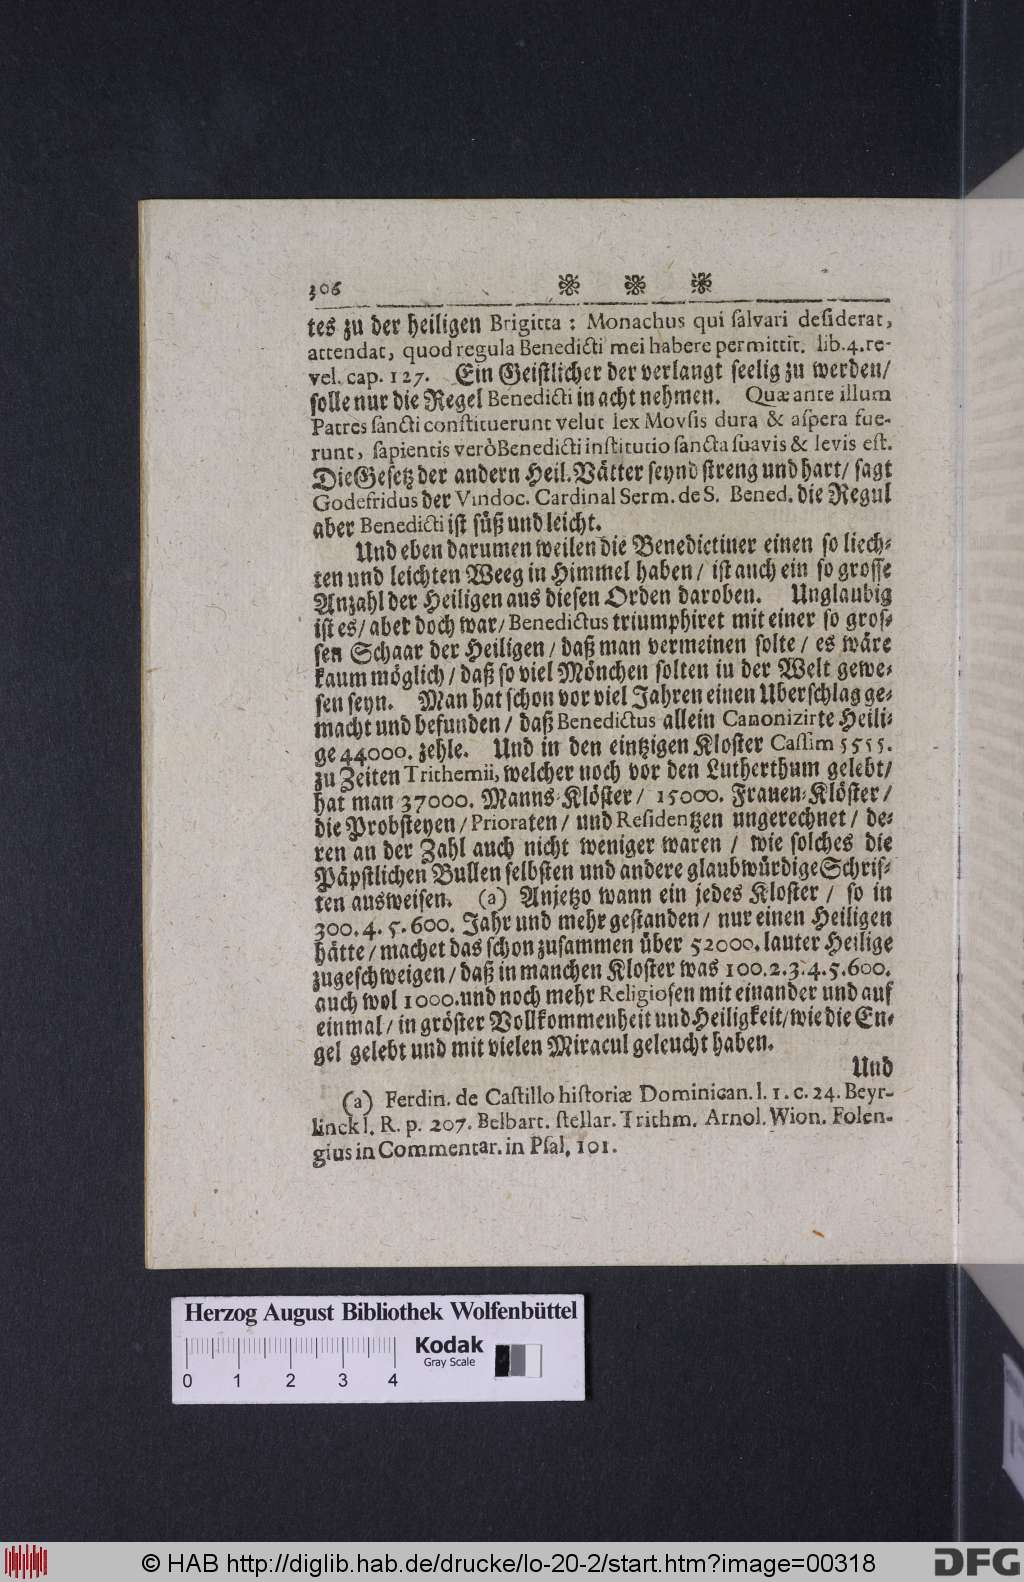 306
tes zu der heiligen Brigitta : Monachus qui salvari desiderat,
attendat, quod regula Benedicti mei habere permittit. lib. 4. re-
vel. cap. 127. Ein Geistlicher der verlangt seelig zu werden/
solle nur die Regel Benedicti in acht nehmen. Quæ ante illum
Patres sancti constituerunt velut lex Moysis dura & aspera fue-
runt, sapientis verò Benedicti institutio sancta suavis & levis est.
Die Gesetz der andern Heil. Vätter seynd streng und hart/ sagt
Godefridus der Vindoc. Cardinal Serm. de S. Bened. die Regul
aber Benedicti ist süß und leicht.
Und eben darumen weilen die Benedictiner einen so liech-
ten und leichten Weeg in Himmel haben/ ist auch ein so grosse
Anzahl der Heiligen aus diesen Orden daroben. Unglaubig
ist es/ aber doch war/ Benedictus triumphiret mit einer so gros-
sen Schaar der Heiligen/ daß man vermeinen solte/ es wäre
kaum möglich/ daß so viel Mönchen solten in der Welt gewe-
sen seyn. Man hat schon vor viel Jahren einen Uberschlag ge-
macht und befunden/ daß Benedictus allein Canonizirte Heili-
ge 44000. zehle. Und in den eintzigen Kloster Cassim 5555.
zu Zeiten Trithemii, welcher noch vor den Lutherthum gelebt/
hat man 37000. Manns-Klöster/ 15000. Frauen-Klöster/
die Probsteyen/ Prioraten/ und Residentzen ungerechnet/ de-
ren an der Zahl auch nicht weniger waren/ wie solches die
Päpstlichen Bullen selbsten und andere glaubwürdige Schrif-
ten ausweisen. (a) Anjetzo wann ein jedes Kloster/ so in
300. 4. 5. 600. Jahr und mehr gestanden/ nur einen Heiligen
hätte/ machet das schon zusammen über 52000. lauter Heilige
zugeschweigen/ daß in manchen Kloster was 100. 2. 3. 4. 5. 600.
auch wol 1000. und noch mehr Religiosen mit einander und auf
einmal/ in gröster Vollkommenheit und Heiligkeit/ wie die En-
gel gelebt und mit vielen Miracul geleucht haben.
Und
(a) Ferdin. de Castillo historiæ Dominican. l. 1. c. 24. Beyr-
linck l. R. p. 207. Belbart. stellar. Trithm. Arnol. Wion. Folen-
gius in Commentar. in Psal. 101.
Herzog August Bibliothek Wolfenbüttel
Kodak
Gray Scale
0 1 2 3 4
© HAB http://diglib.hab.de/drucke/lo-20-2/start.htm?image=00318
DFG